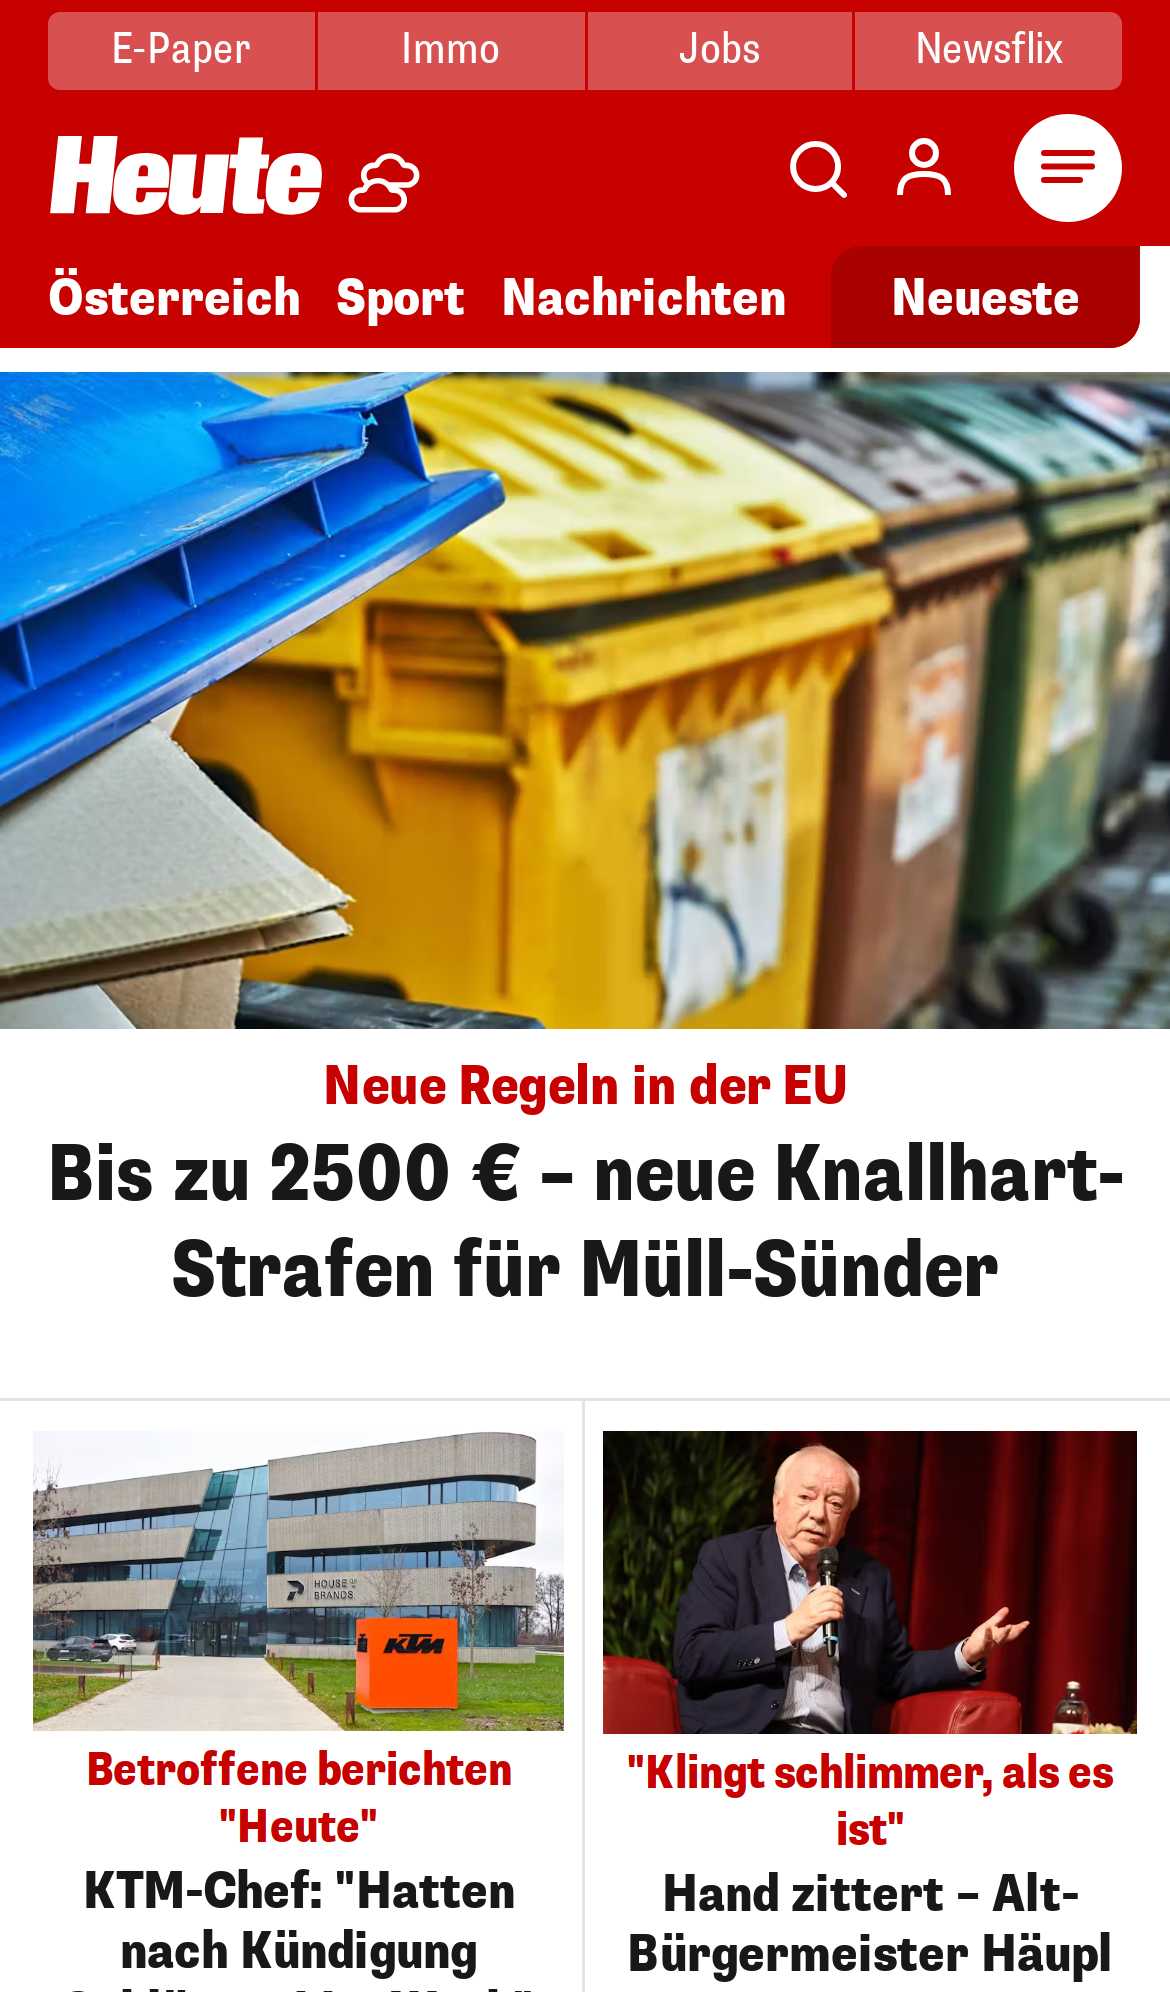 E-Paper
Immo
Jobs
Newsflix
Heute
Österreich
Sport
Nachrichten
Neueste
Neue Regeln in der EU
Bis zu 2500 € – neue Knallhart-
Strafen für Müll-Sünder
HOUSE OF
BRANDS
KTM
Betroffene berichten
"Heute"
KTM-Chef: "Hatten
nach Kündigung
"Klingt schlimmer, als es
ist"
Hand zittert – Alt-
Bürgermeister Häupl